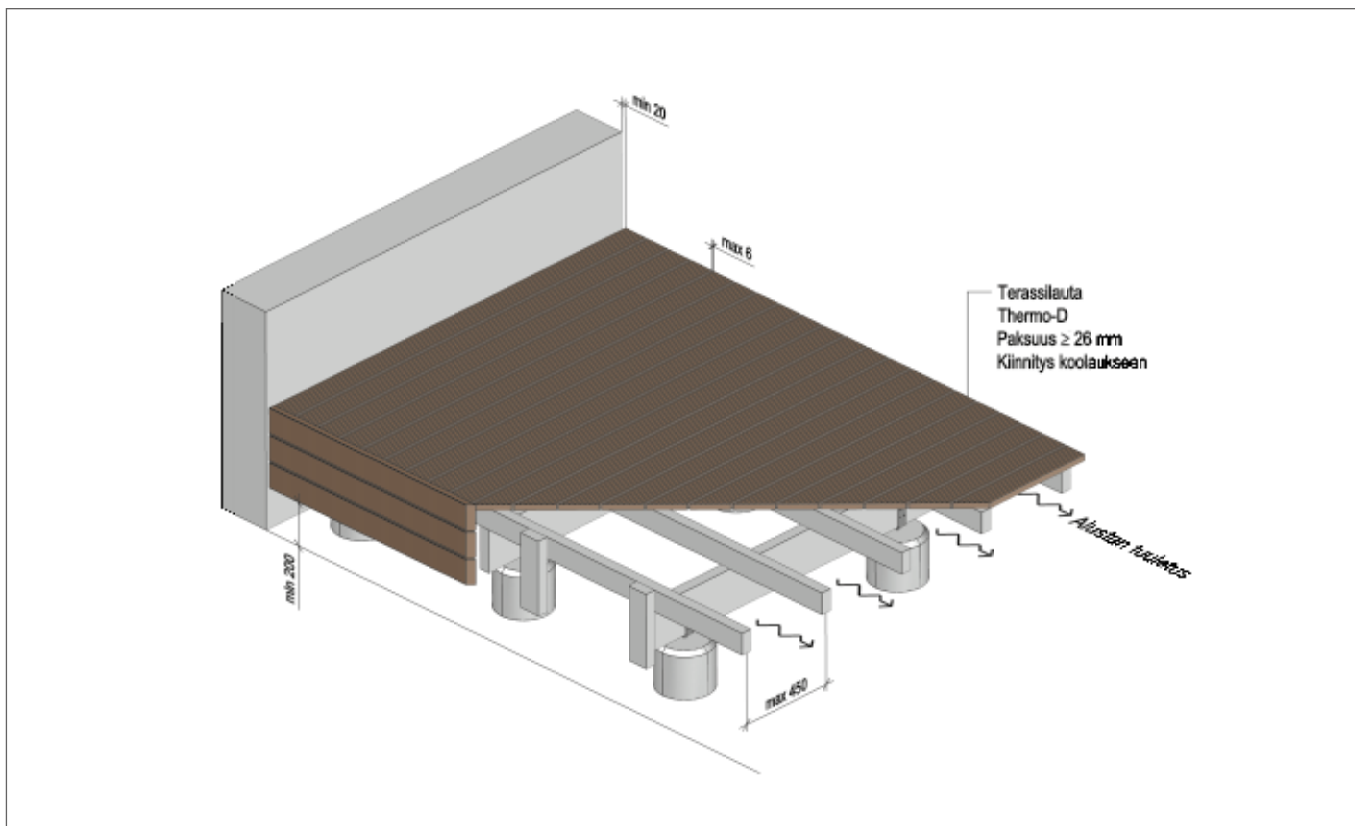 min 20
max 6
Terassilauta
Thermo-D
Paksuus ≥ 26 mm
Kiinnitys koolaukseen
Alustan tuuletus
min 200
max 450